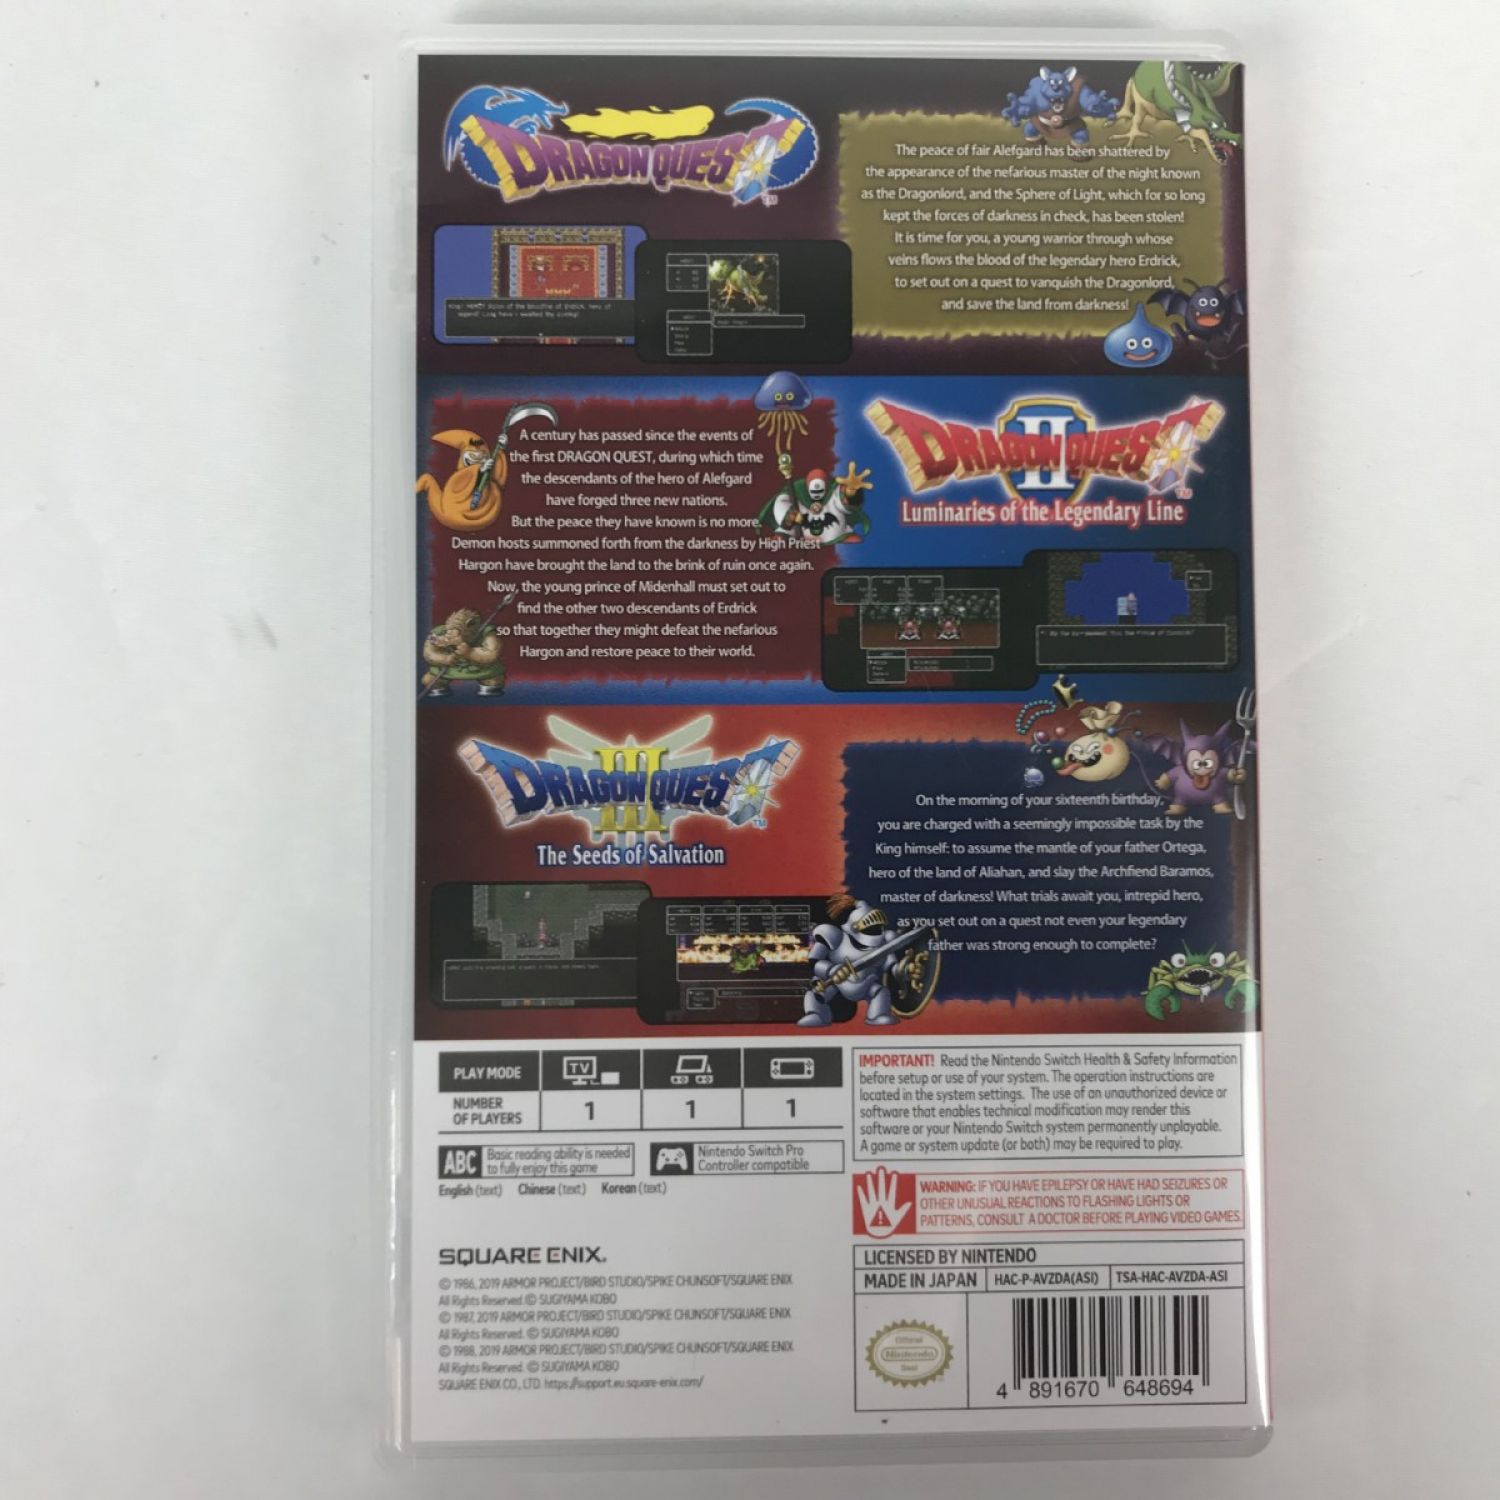 DRAGON QUEST™
The peace of fair Alefgard has been shattered by
the appearance of the nefarious master of the night known
as the Dragonlord, and the Sphere of Light, which for so long
kept the forces of darkness in check, has been stolen!
It is time for you, a young warrior through whose
veins flows the blood of the legendary hero Erdrick,
to set out on a quest to vanquish the Dragonlord,
and save the land from darkness!
A century has passed since the events of
the first DRAGON QUEST, during which time
the descendants of the hero of Alefgard
have forged three new nations.
But the peace they have known is no more.
Demon hosts summoned forth from the darkness by High Priest
Hargon have brought the land to the brink of ruin once again.
Now, the young prince of Midenhall must set out to
find the other two descendants of Erdrick
so that together they might defeat the nefarious
Hargon and restore peace to their world.
DRAGON QUEST II™
Luminaries of the Legendary Line
DRAGON QUEST III™
The Seeds of Salvation
On the morning of your sixteenth birthday,
you are charged with a seemingly impossible task by the
King himself: to assume the mantle of your father Ortega,
hero of the land of Aliahan, and slay the Archfiend Baramos,
master of darkness! What trials await you, intrepid hero,
as you set out on a quest not even your legendary
father was strong enough to complete?
PLAY MODE TV
NUMBER
OF PLAYERS 1 1 1
ABC Basic reading ability is needed
to fully enjoy this game
Nintendo Switch Pro
Controller compatible
English (text) Chinese (text) Korean (text)
SQUARE ENIX.
© 1986, 2019 ARMOR PROJECT/BIRD STUDIO/SPIKE CHUNSOFT/SQUARE ENIX
All Rights Reserved. © SUGIYAMA KOBO
© 1987, 2019 ARMOR PROJECT/BIRD STUDIO/SPIKE CHUNSOFT/SQUARE ENIX
All Rights Reserved. © SUGIYAMA KOBO
© 1988, 2019 ARMOR PROJECT/BIRD STUDIO/SPIKE CHUNSOFT/SQUARE ENIX
All Rights Reserved. © SUGIYAMA KOBO
SQUARE ENIX CO., LTD. https://support.eu.square-enix.com/
IMPORTANT! Read the Nintendo Switch Health & Safety Information
before setup or use of your system. The operation instructions are
located in the system settings. The use of an unauthorized device or
software that enables technical modification may render this
software or your Nintendo Switch system permanently unplayable.
A game or system update (or both) may be required to play.
WARNING: IF YOU HAVE EPILEPSY OR HAVE HAD SEIZURES OR
OTHER UNUSUAL REACTIONS TO FLASHING LIGHTS OR
PATTERNS, CONSULT A DOCTOR BEFORE PLAYING VIDEO GAMES.
LICENSED BY NINTENDO
MADE IN JAPAN HAC-P-AVZDA(ASI) TSA-HAC-AVZDA-ASI
Official
Nintendo
Seal
4 891670 648694